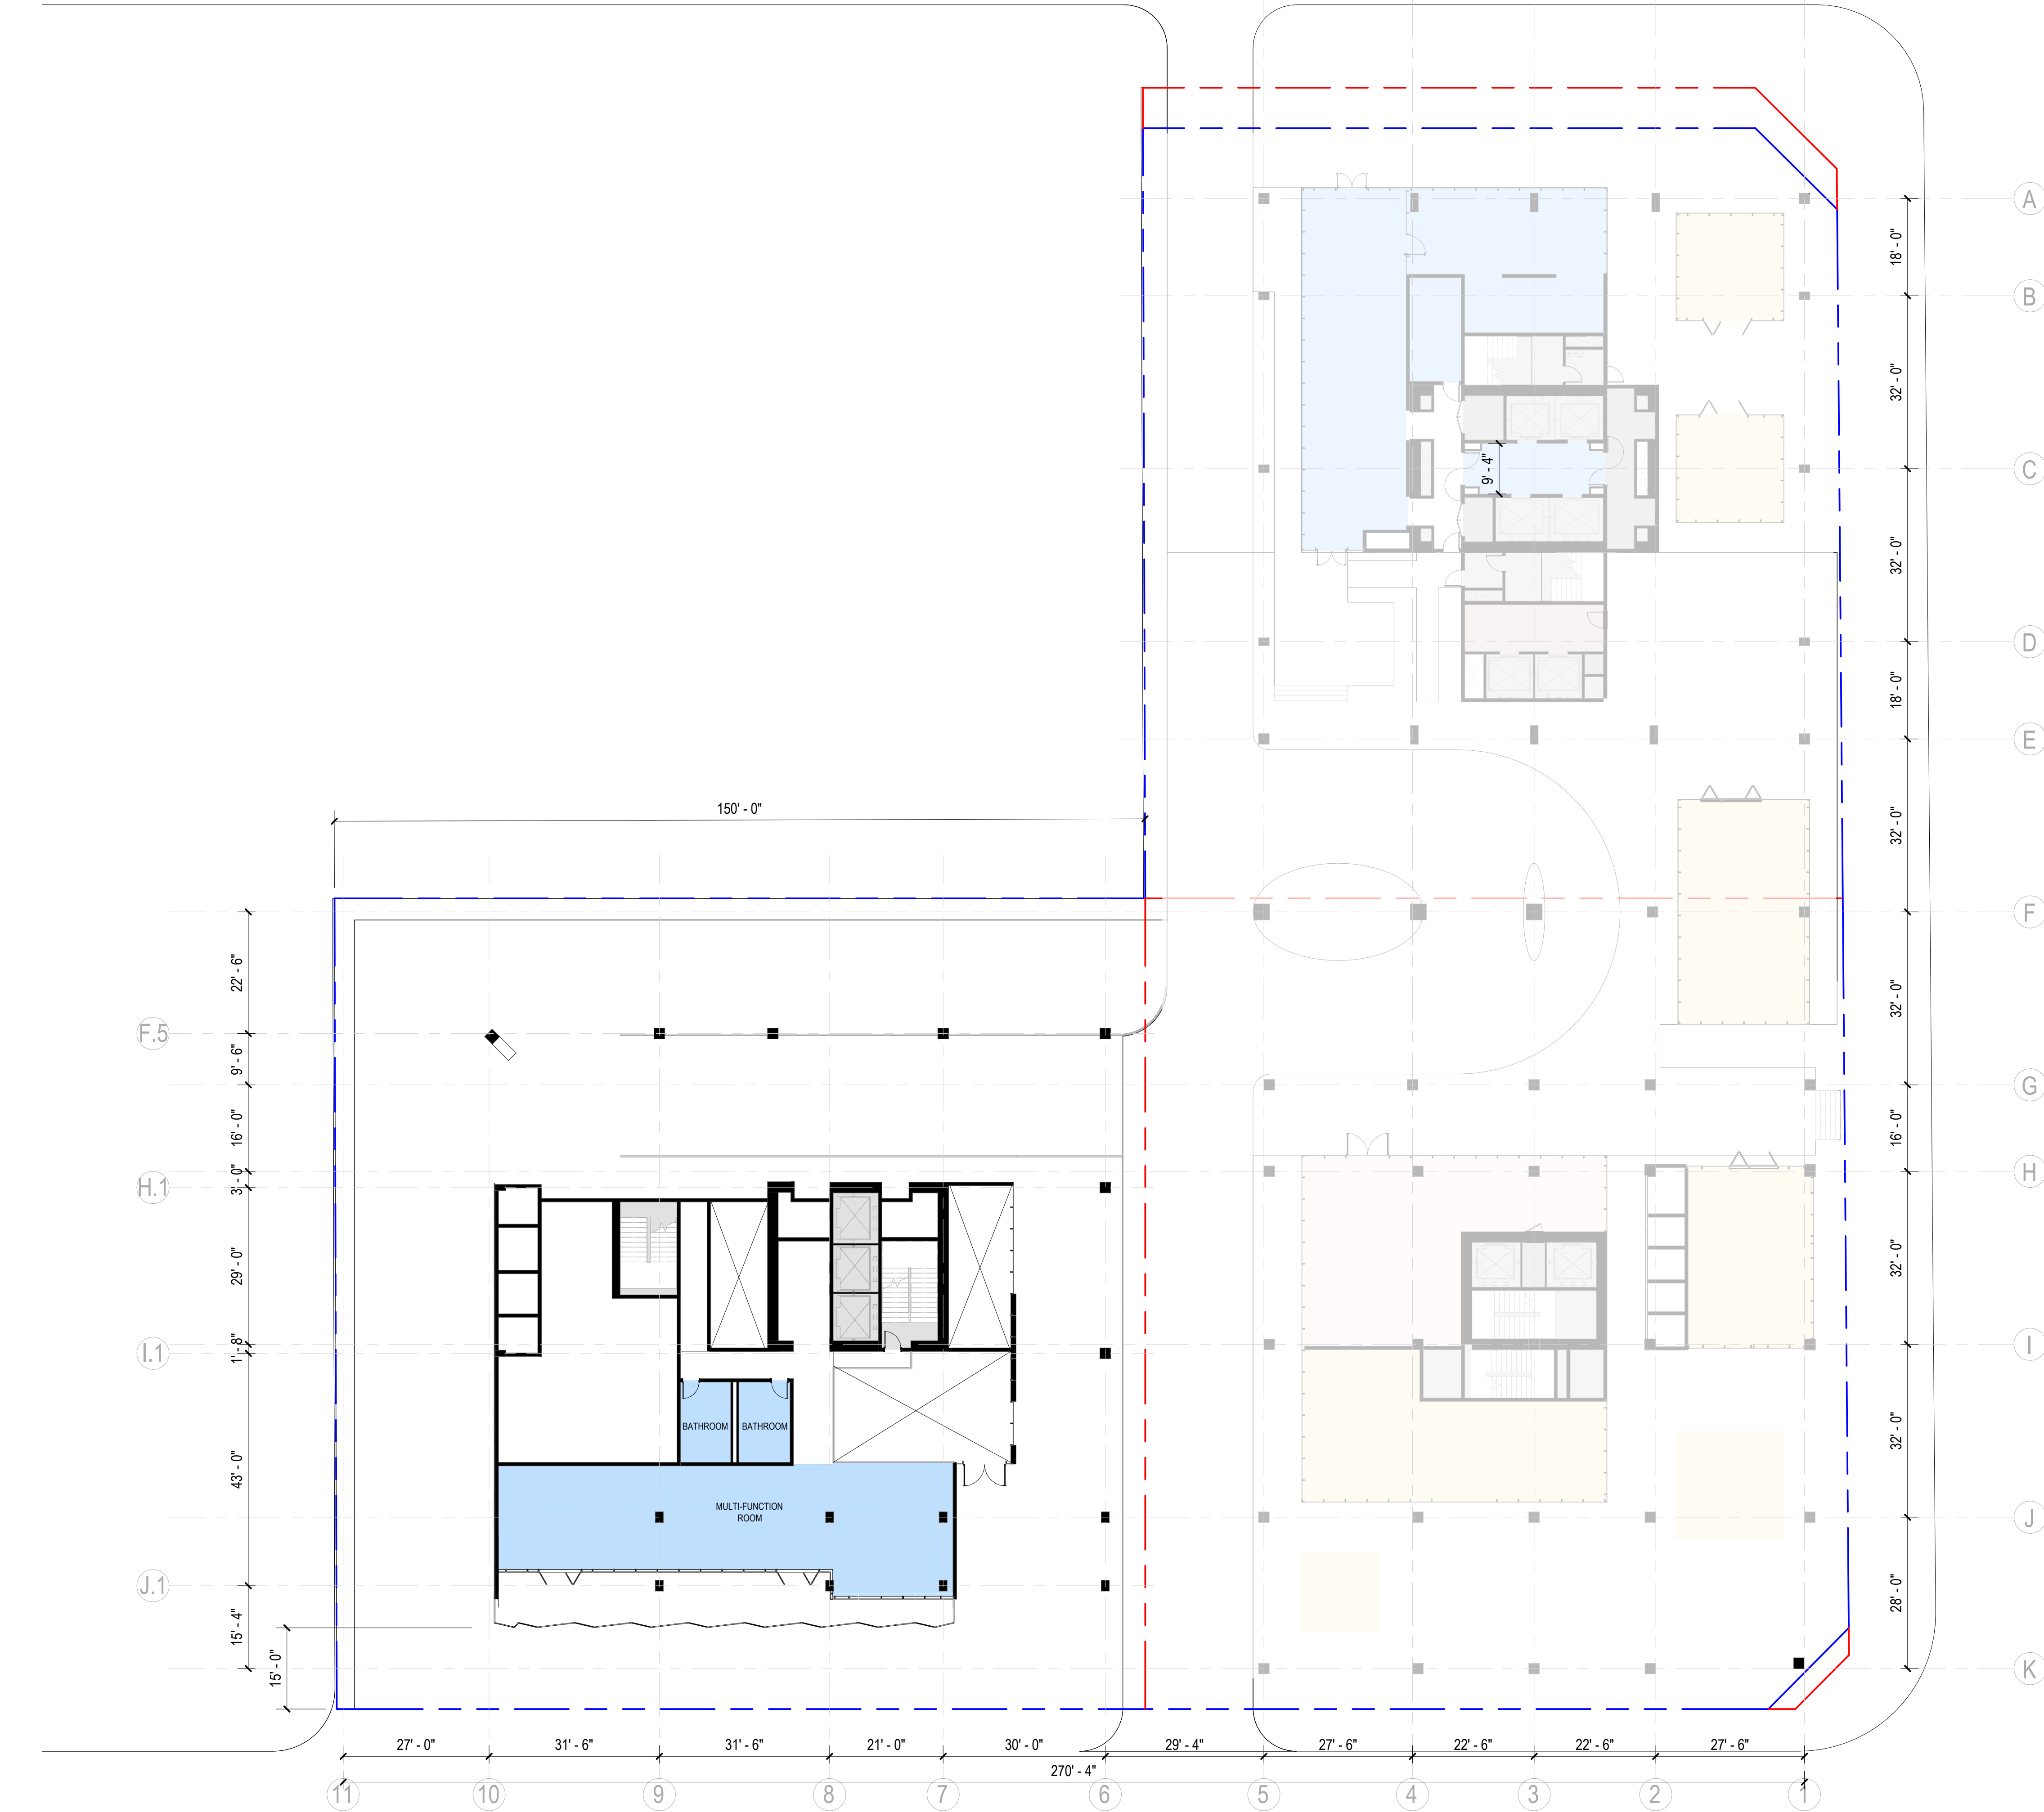 A
18' - 0"
B
32' - 0"
C
9' - 4"
32' - 0"
D
18' - 0"
E
150' - 0"
32' - 0"
F
22' - 6"
32' - 0"
F.5
9' - 6"
G
16' - 0"
16' - 0"
H
3' - 0"
H.1
29' - 0"
32' - 0"
1' - 8"
I
I.1
BATHROOM
BATHROOM
32' - 0"
43' - 0"
MULTI-FUNCTION
ROOM
J
J.1
28' - 0"
15' - 4"
15' - 0"
K
27' - 0"
31' - 6"
31' - 6"
21' - 0"
30' - 0"
29' - 4"
27' - 6"
22' - 6"
22' - 6"
27' - 6"
270' - 4"
11
10
9
8
7
6
5
4
3
2
1